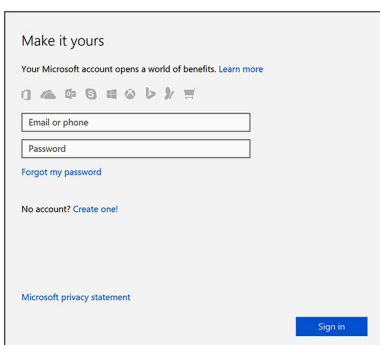 Make it yours
Your Microsoft account opens a world of benefits. Learn more
Email or phone
Password
Forgot my password
No account? Create one!
Microsoft privacy statement
Sign in